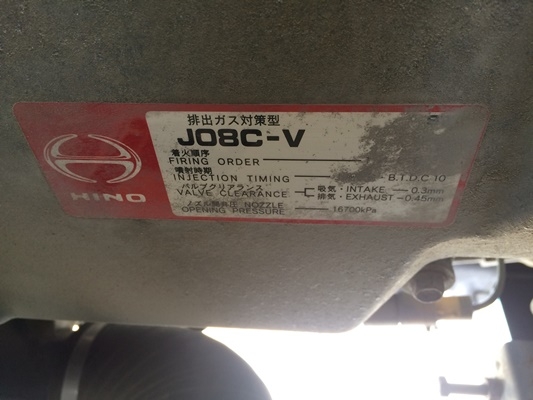 排出ガス対策型
J08C-V
着火順序
FIRING ORDER
噴射時期
INJECTION TIMING B.T.D.C 10
バルブクリアランス 吸気・INTAKE 0.3mm
VALVE CLEARANCE 排気・EXHAUST 0.45mm
ノズル開弁圧 NOZZLE
OPENING PRESSURE 16700kPa
HINO